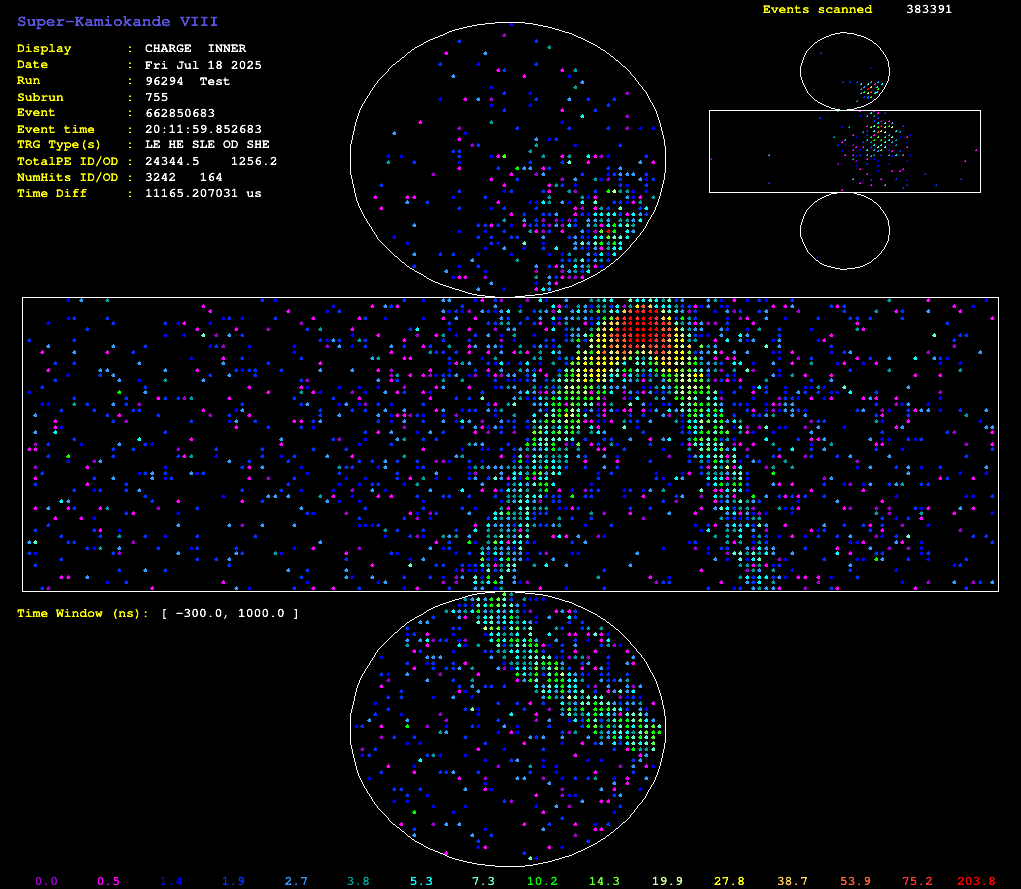 Super-Kamiokande VIII
Events scanned 383391
Display : CHARGE INNER
Date : Fri Jul 18 2025
Run : 96294 Test
Subrun : 755
Event : 662850683
Event time : 20:11:59.852683
TRG Type(s) : LE HE SLE OD SHE
TotalPE ID/OD : 24344.5 1256.2
NumHits ID/OD : 3242 164
Time Diff : 11165.207031 us
Time Window (ns): [ -300.0, 1000.0 ]
0.0 0.5 1.4 1.9 2.7 3.8 5.3 7.3 10.2 14.3 19.9 27.8 38.7 53.9 75.2 203.8